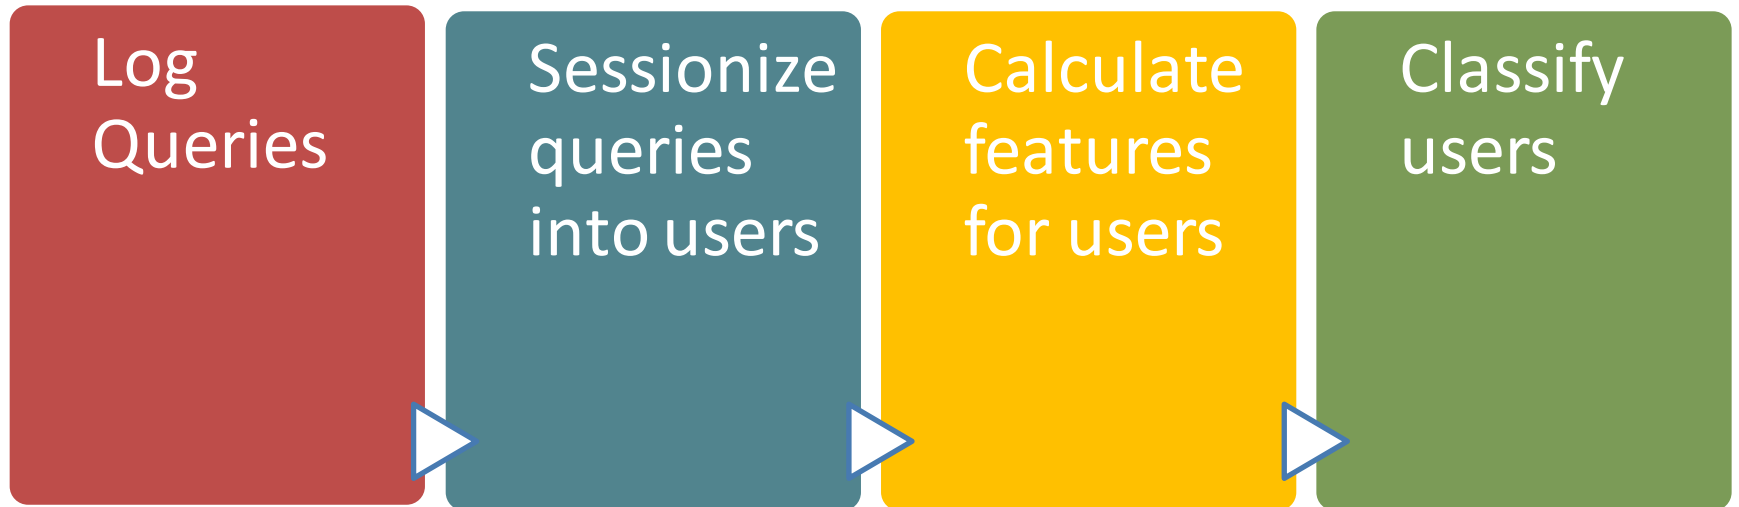 Log
Queries
Sessionize
queries
into users
Calculate
features
for users
Classify
users